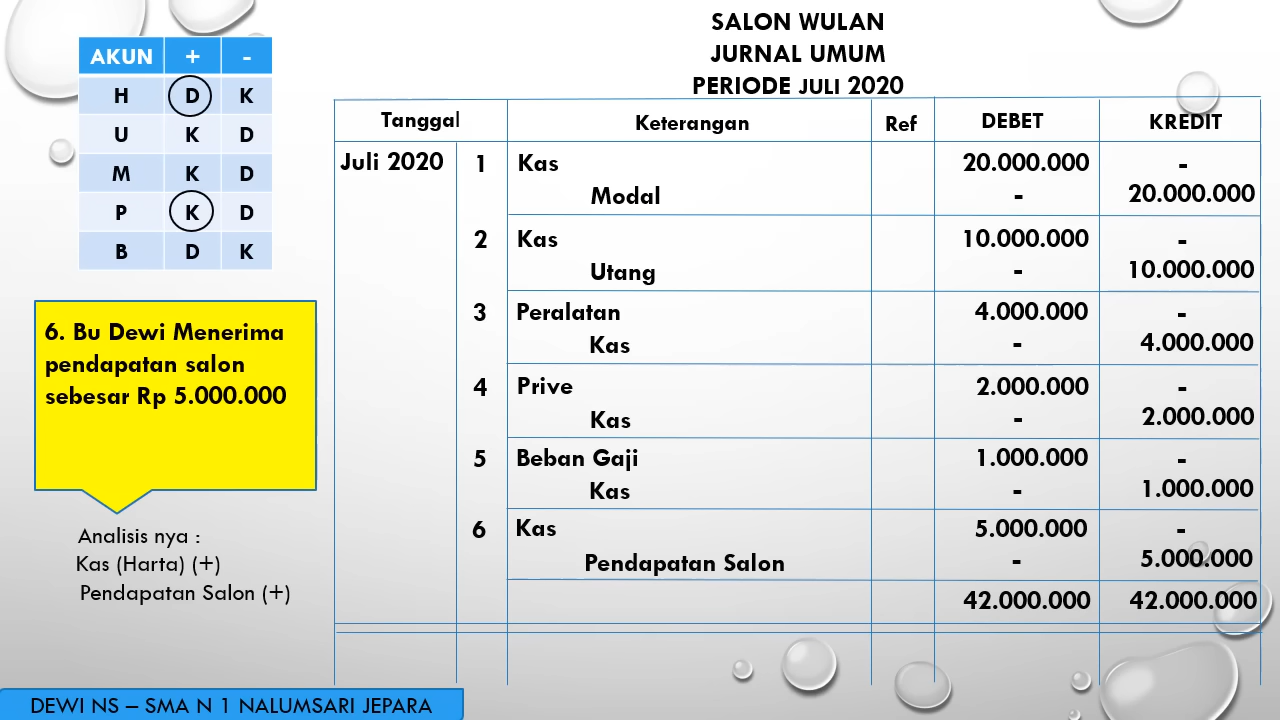 SALON WULAN
JURNAL UMUM
PERIODE JULI 2020
AKUN + -
H D K
U K D
M K D
P K D
B D K
6. Bu Dewi Menerima
pendapatan salon
sebesar Rp 5.000.000
Analisis nya :
Kas (Harta) (+)
Pendapatan Salon (+)
Tanggal Keterangan Ref DEBET KREDIT
Juli 2020 1 Kas 20.000.000 -
Modal - 20.000.000
2 Kas 10.000.000 -
Utang - 10.000.000
3 Peralatan 4.000.000 -
Kas - 4.000.000
4 Prive 2.000.000 -
Kas - 2.000.000
5 Beban Gaji 1.000.000 -
Kas - 1.000.000
6 Kas 5.000.000 -
Pendapatan Salon - 5.000.000
42.000.000 42.000.000
DEWI NS – SMA N 1 NALUMSARI JEPARA